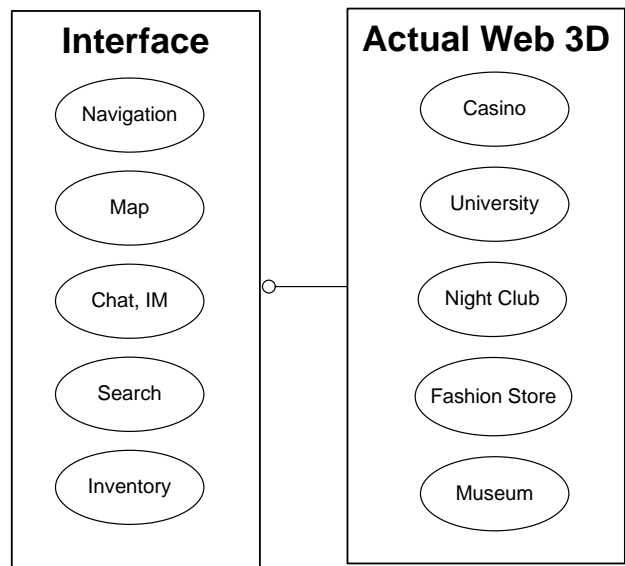 Interface
Navigation
Map
Chat, IM
Search
Inventory
Actual Web 3D
Casino
University
Night Club
Fashion Store
Museum